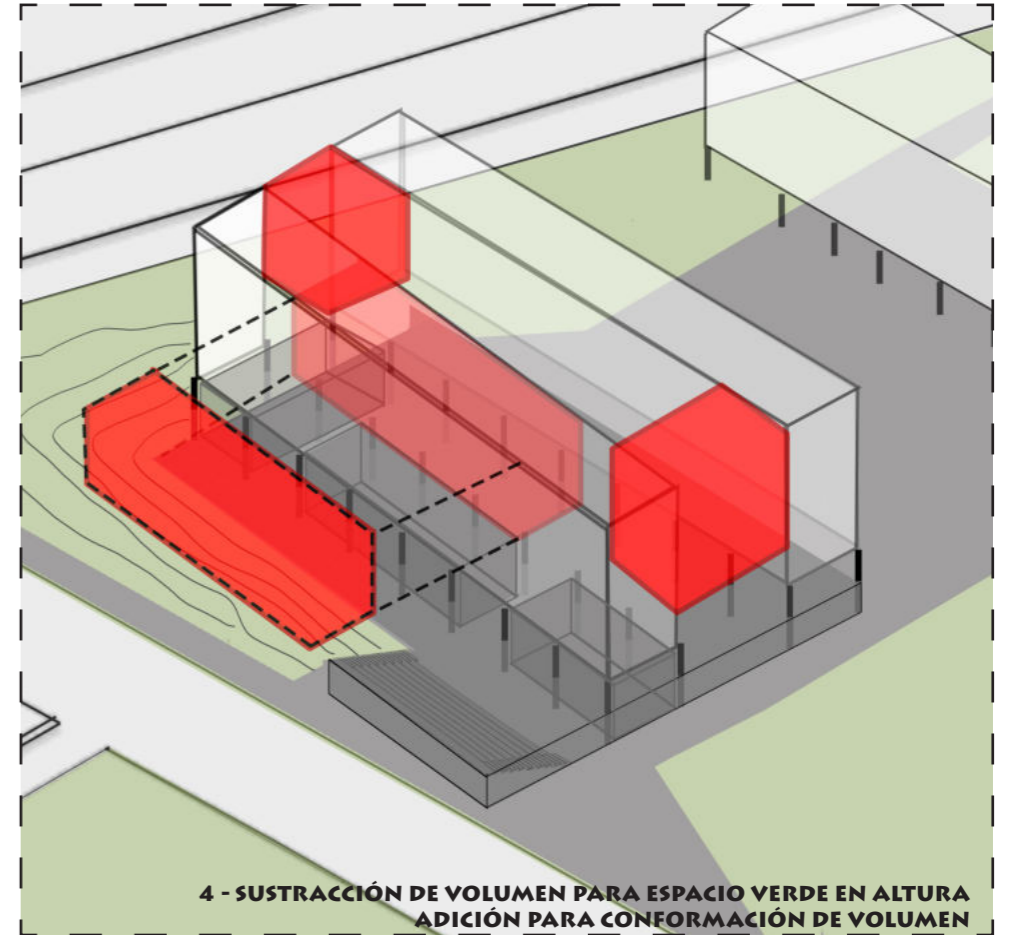 4 - SUSTRACCIÓN DE VOLUMEN PARA ESPACIO VERDE EN ALTURA
ADICIÓN PARA CONFORMACIÓN DE VOLUMEN